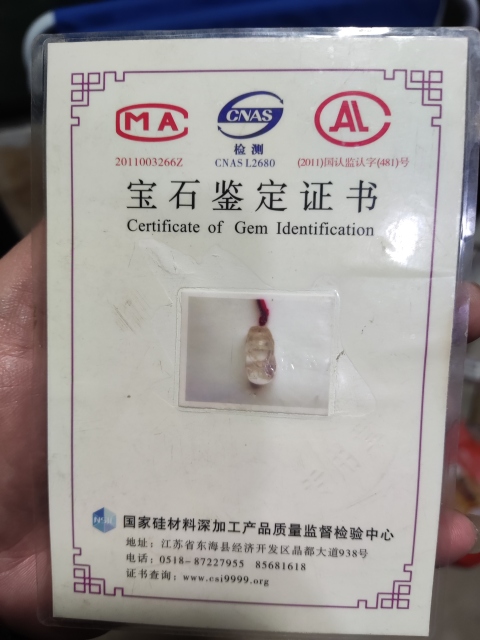 MA
CNAS
AL
2011003266Z
检测
CNAS L2680
(2011)国认监认字(481)号
宝石鉴定证书
Certificate of Gem Identification
国家硅材料深加工产品质量监督检验中心
地址：江苏省东海县经济开发区晶都大道938号
电话：0518-87227955 85681618
证书查询：www.csi9999.org